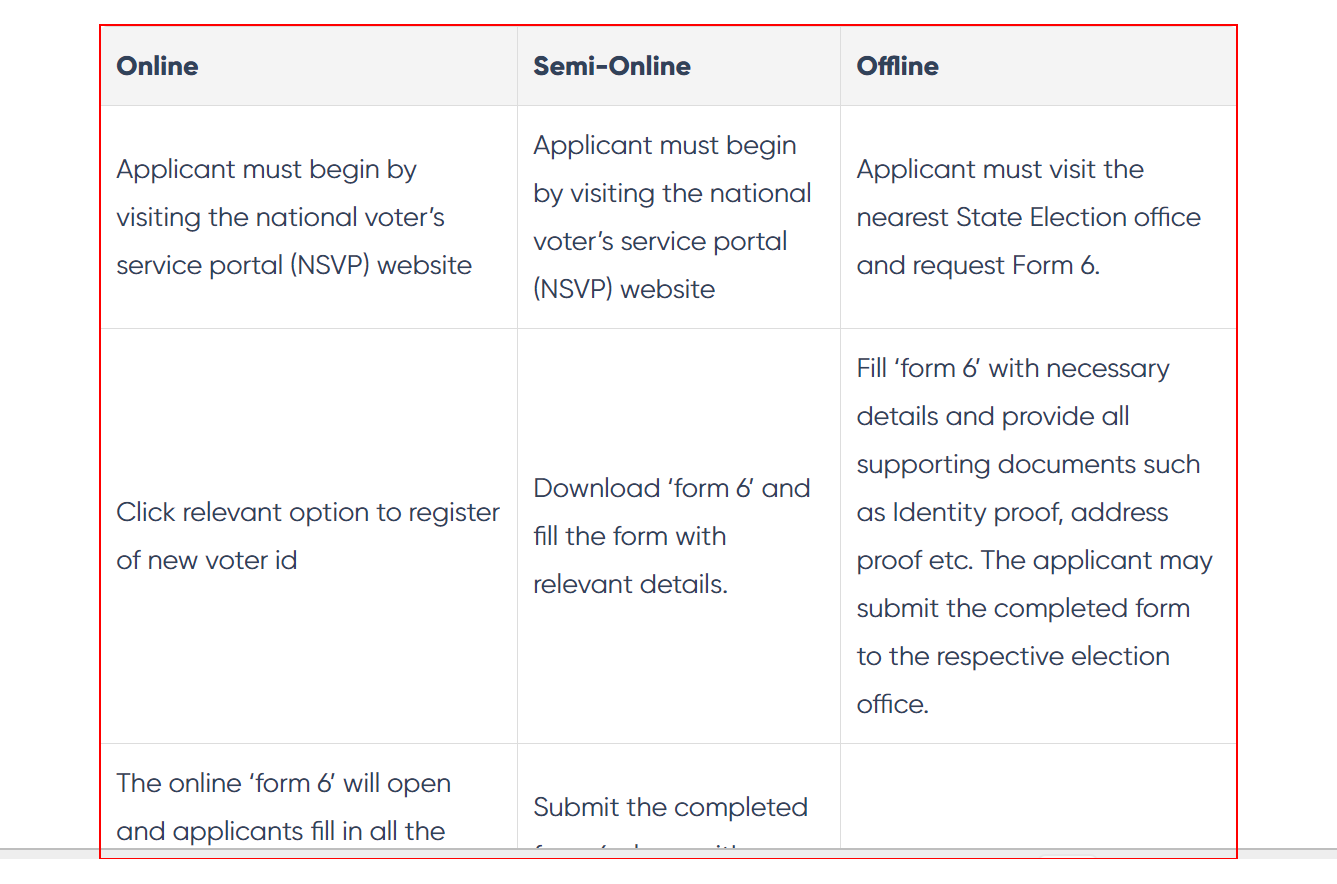 Online
Semi-Online
Offline
Applicant must begin by
visiting the national voter’s
service portal (NSVP) website
Applicant must begin
by visiting the national
voter’s service portal
(NSVP) website
Applicant must visit the
nearest State Election office
and request Form 6.
Click relevant option to register
of new voter id
Download ‘form 6’ and
fill the form with
relevant details.
Fill ‘form 6’ with necessary
details and provide all
supporting documents such
as Identity proof, address
proof etc. The applicant may
submit the completed form
to the respective election
office.
The online ‘form 6’ will open
and applicants fill in all the
Submit the completed